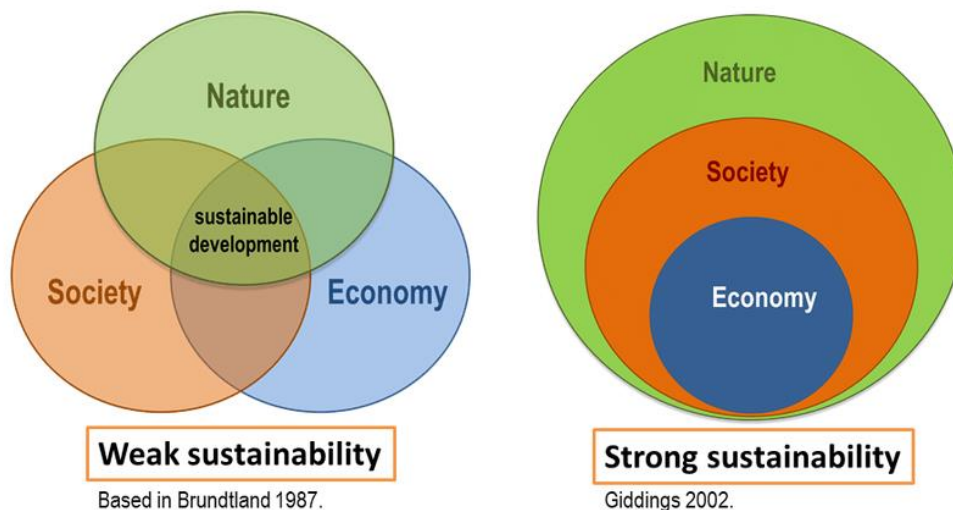 Nature
sustainable
development
Society
Economy
Weak sustainability
Based in Brundtland 1987.
Nature
Society
Economy
Strong sustainability
Giddings 2002.